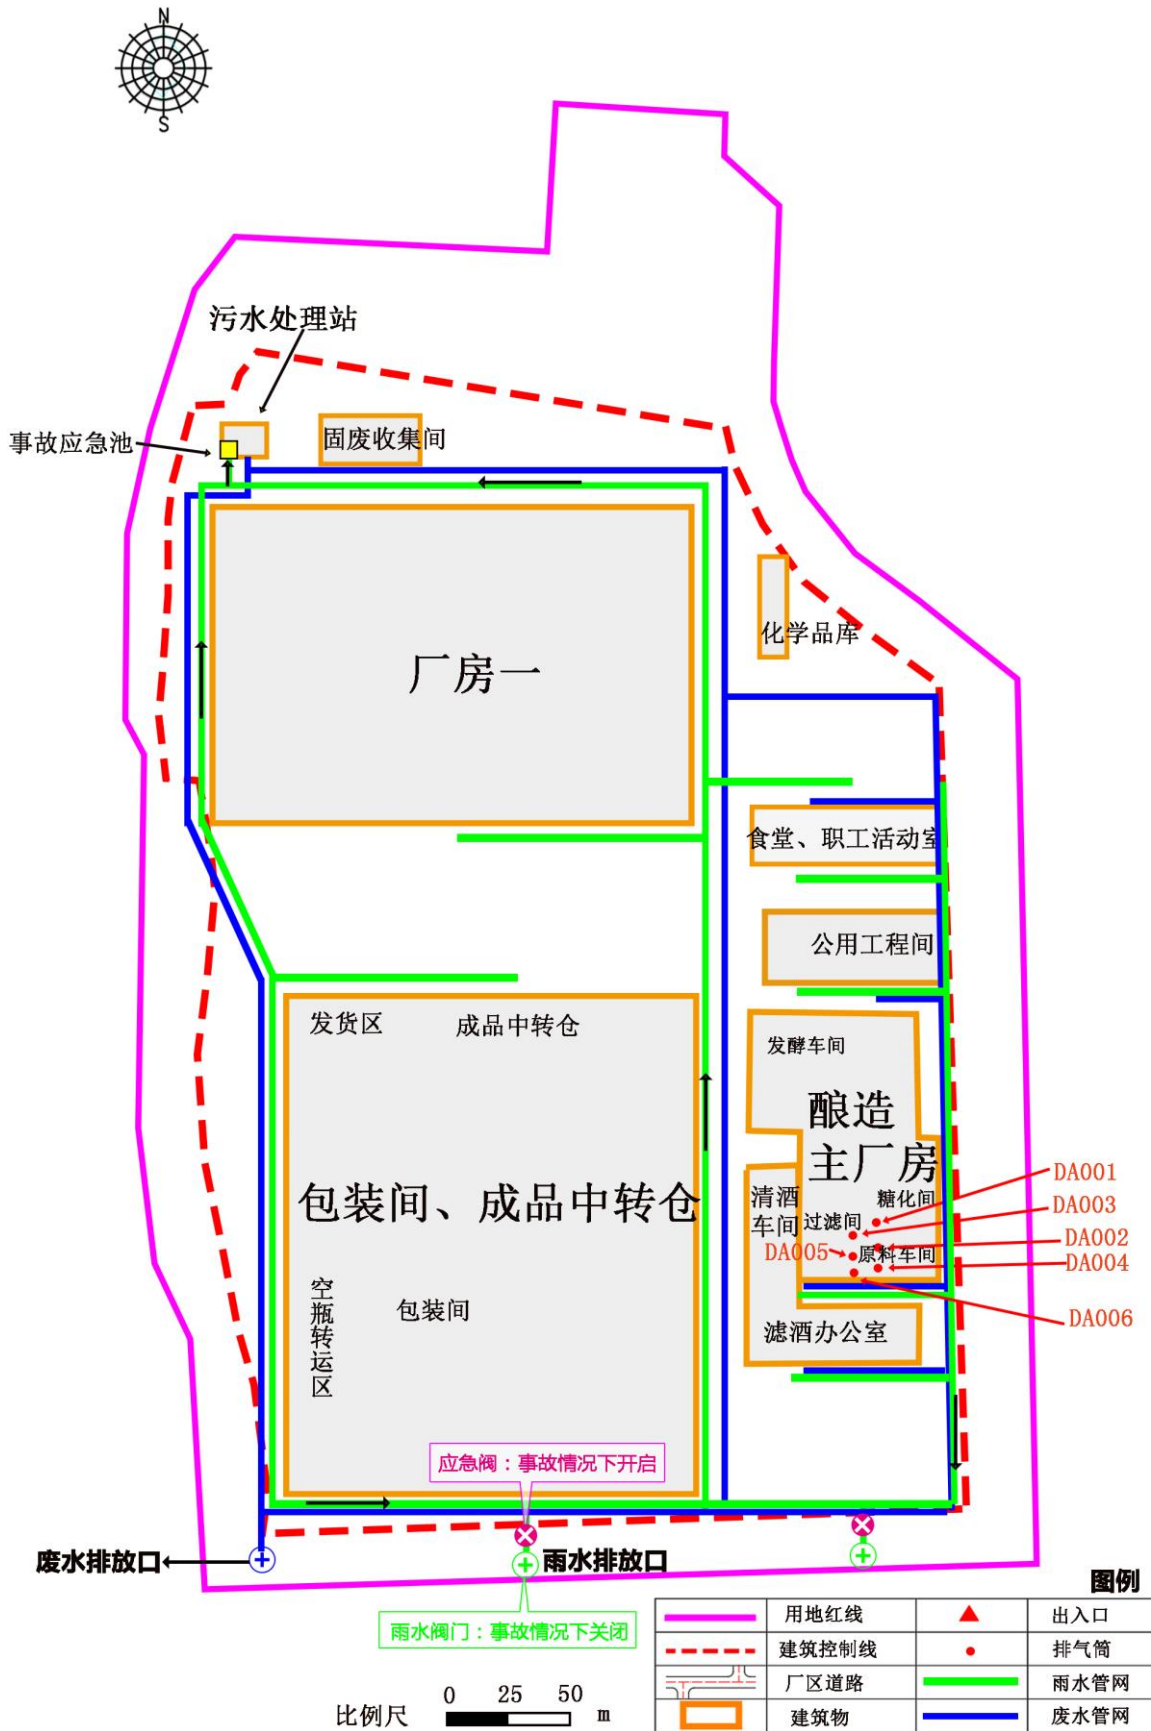 N
S
污水处理站
事故应急池
固废收集间
化学品库
厂房一
食堂、职工活动室
公用工程间
发货区
成品中转仓
发酵车间
酿造
主厂房
包装间、成品中转仓
清酒
车间
过滤间
糖化间
DA001
DA003
DA005
原料车间
DA002
DA004
DA006
空瓶转运区
包装间
滤酒办公室
应急阀：事故情况下开启
废水排放口
雨水排放口
雨水阀门：事故情况下关闭
图例
用地红线
出入口
建筑控制线
排气筒
厂区道路
雨水管网
建筑物
废水管网
比例尺
0 25 50
m